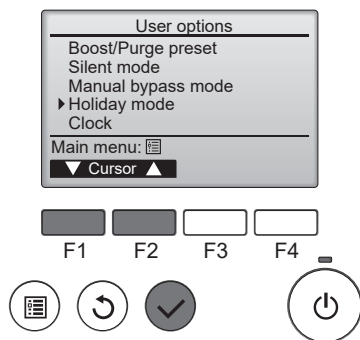 User options
Boost/Purge preset
Silent mode
Manual bypass mode
Holiday mode
Clock
Main menu:
Cursor
F1 F2 F3 F4